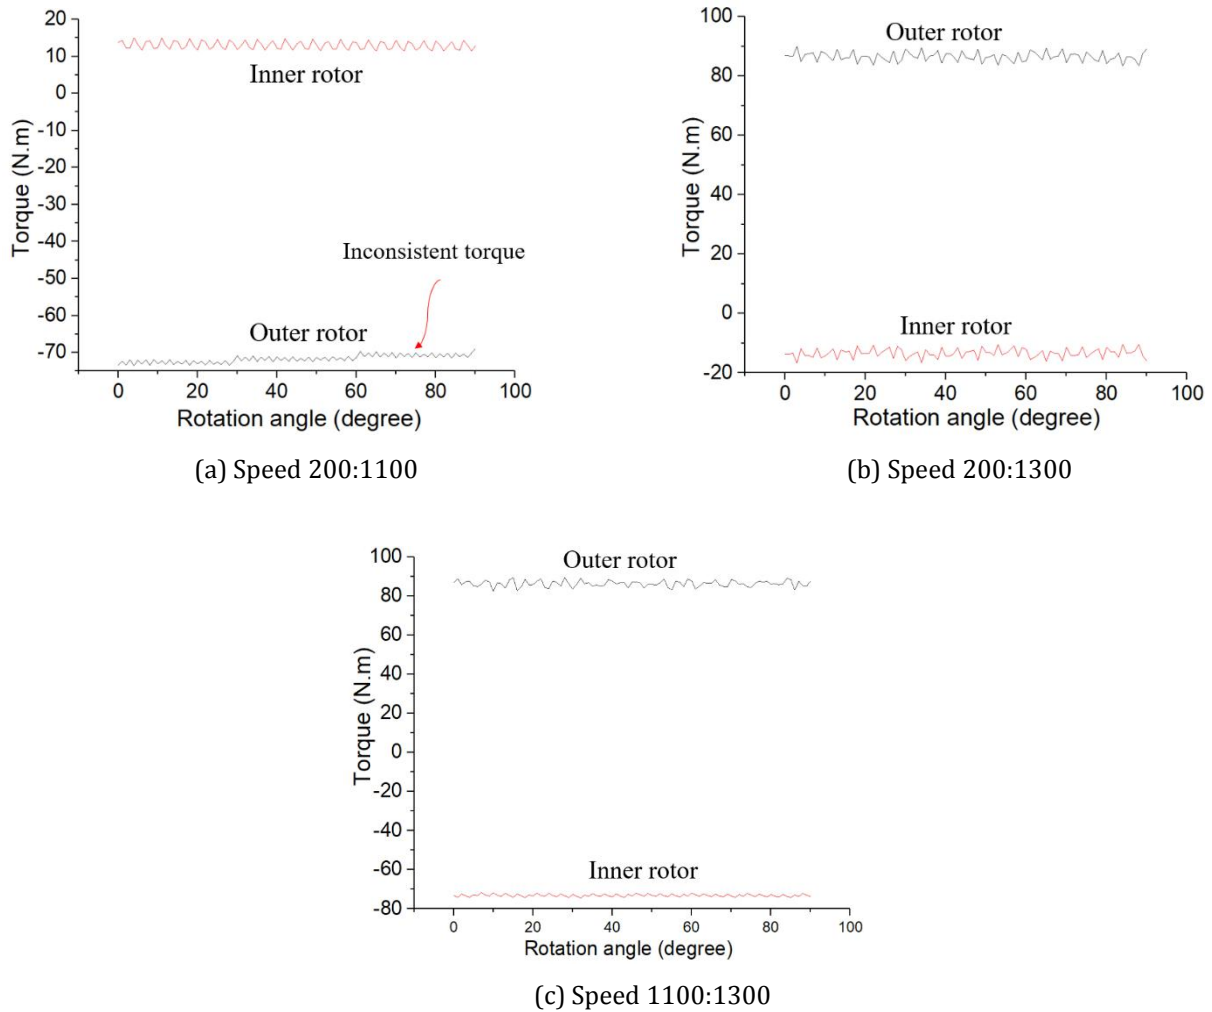 20
10
0
-10
-20
-30
-40
-50
-60
-70
Torque (N.m)
Inner rotor
Inconsistent torque
Outer rotor
0 20 40 60 80 100
Rotation angle (degree)
(a) Speed 200:1100
100
80
60
40
20
0
-20
Torque (N.m)
Outer rotor
Inner rotor
0 20 40 60 80 100
Rotation angle (degree)
(b) Speed 200:1300
100
80
60
40
20
0
-20
-40
-60
-80
Torque (N.m)
Outer rotor
Inner rotor
0 20 40 60 80 100
Rotation angle (degree)
(c) Speed 1100:1300